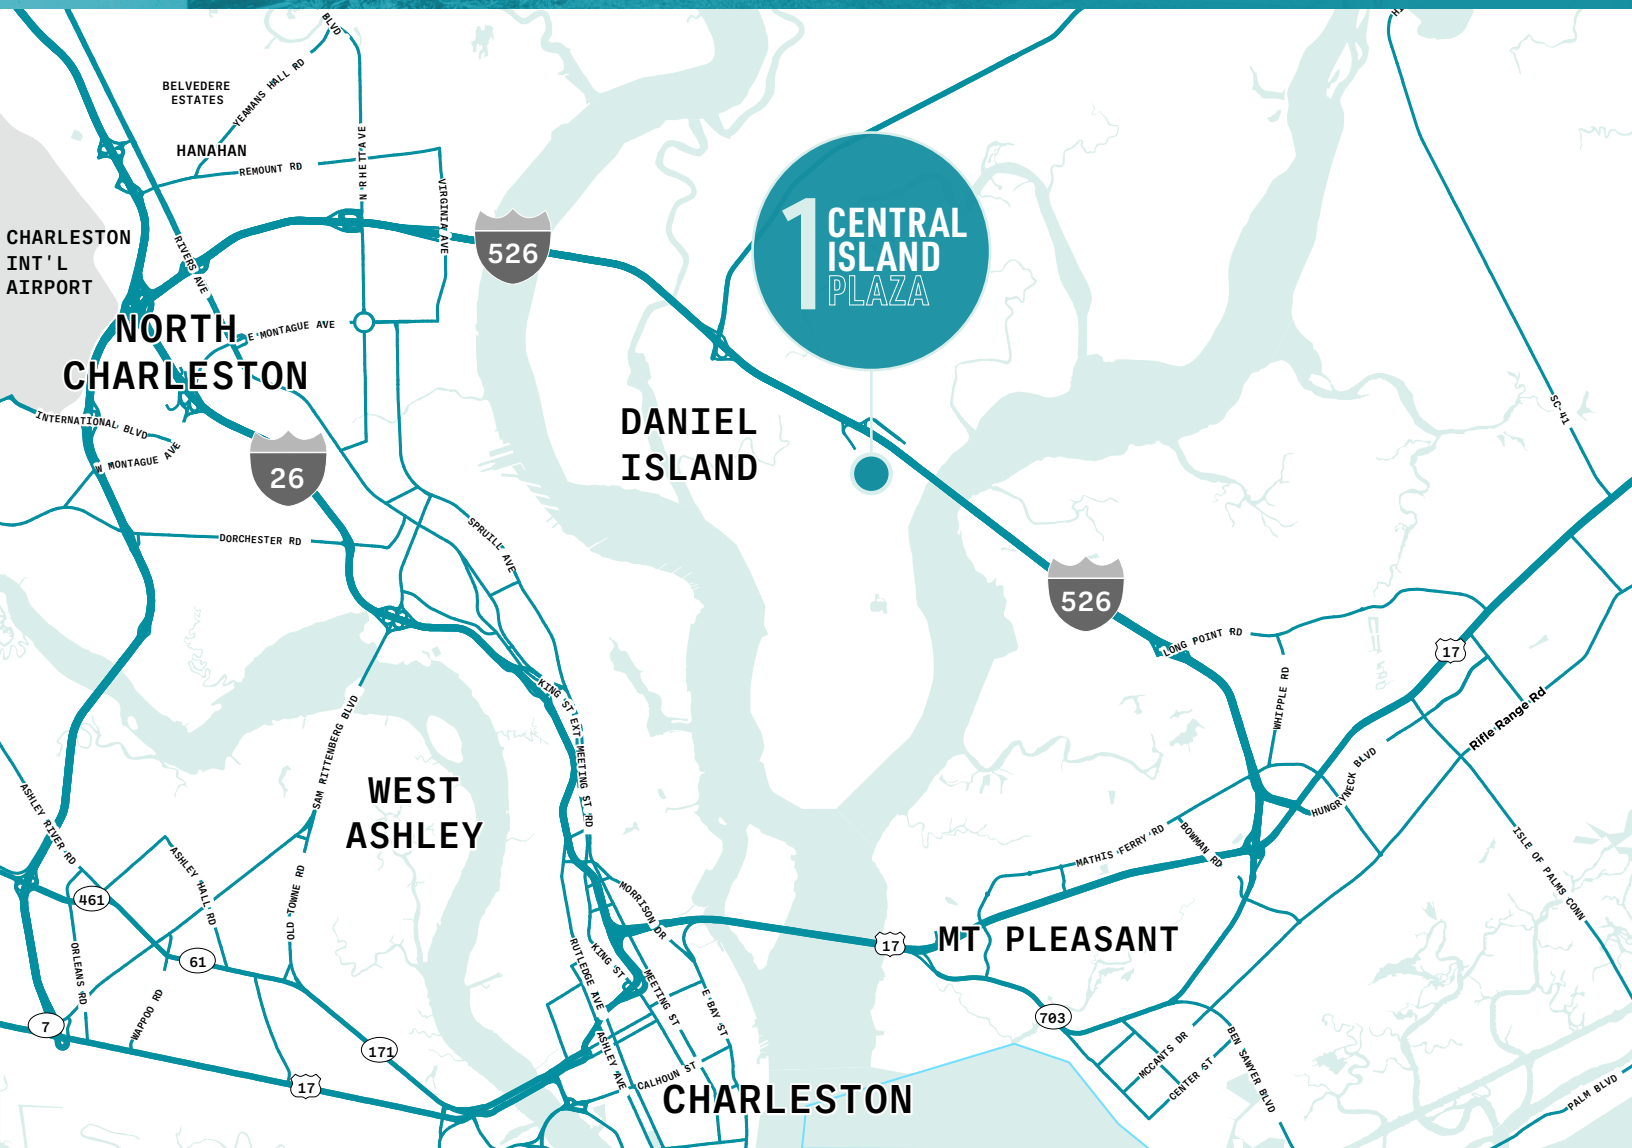 BLVD
YEAMANS HALL RD
BELVEDERE
ESTATES
HANAHAN
REMOUNT RD
N RHETT AVE
VIRGINIA AVE
CHARLESTON
INT'L
AIRPORT
RIVERS AVE
526
1 CENTRAL
ISLAND
PLAZA
NORTH
CHARLESTON
E MONTAGUE AVE
INTERNATIONAL BLVD
W MONTAGUE AVE
26
DANIEL
ISLAND
SC-41
DORCHESTER RD
SPRUILL AVE
526
LONG POINT RD
17
WHIPPLE RD
Rifle Range Rd
KING ST EXT
MEETING ST RD
SAM RITTENBERG BLVD
WEST
ASHLEY
HUNGRYNECK BLVD
ASHLEY RIVER RD
ASHLEY HALL RD
MATHIS FERRY RD
BOWMAN RD
ISLE OF PALMS CONN
461
OLD TOWNE RD
MORRISON DR
17
MT PLEASANT
61
ORLEANS RD
WAPPOO RD
RUTLEDGE AVE
KING ST
MEETING ST
E BAY ST
7
171
703
17
ASHLEY AVE
CALHOUN ST
MCCANTS DR
CENTER ST
BEN SAWYER BLVD
PALM BLVD
CHARLESTON